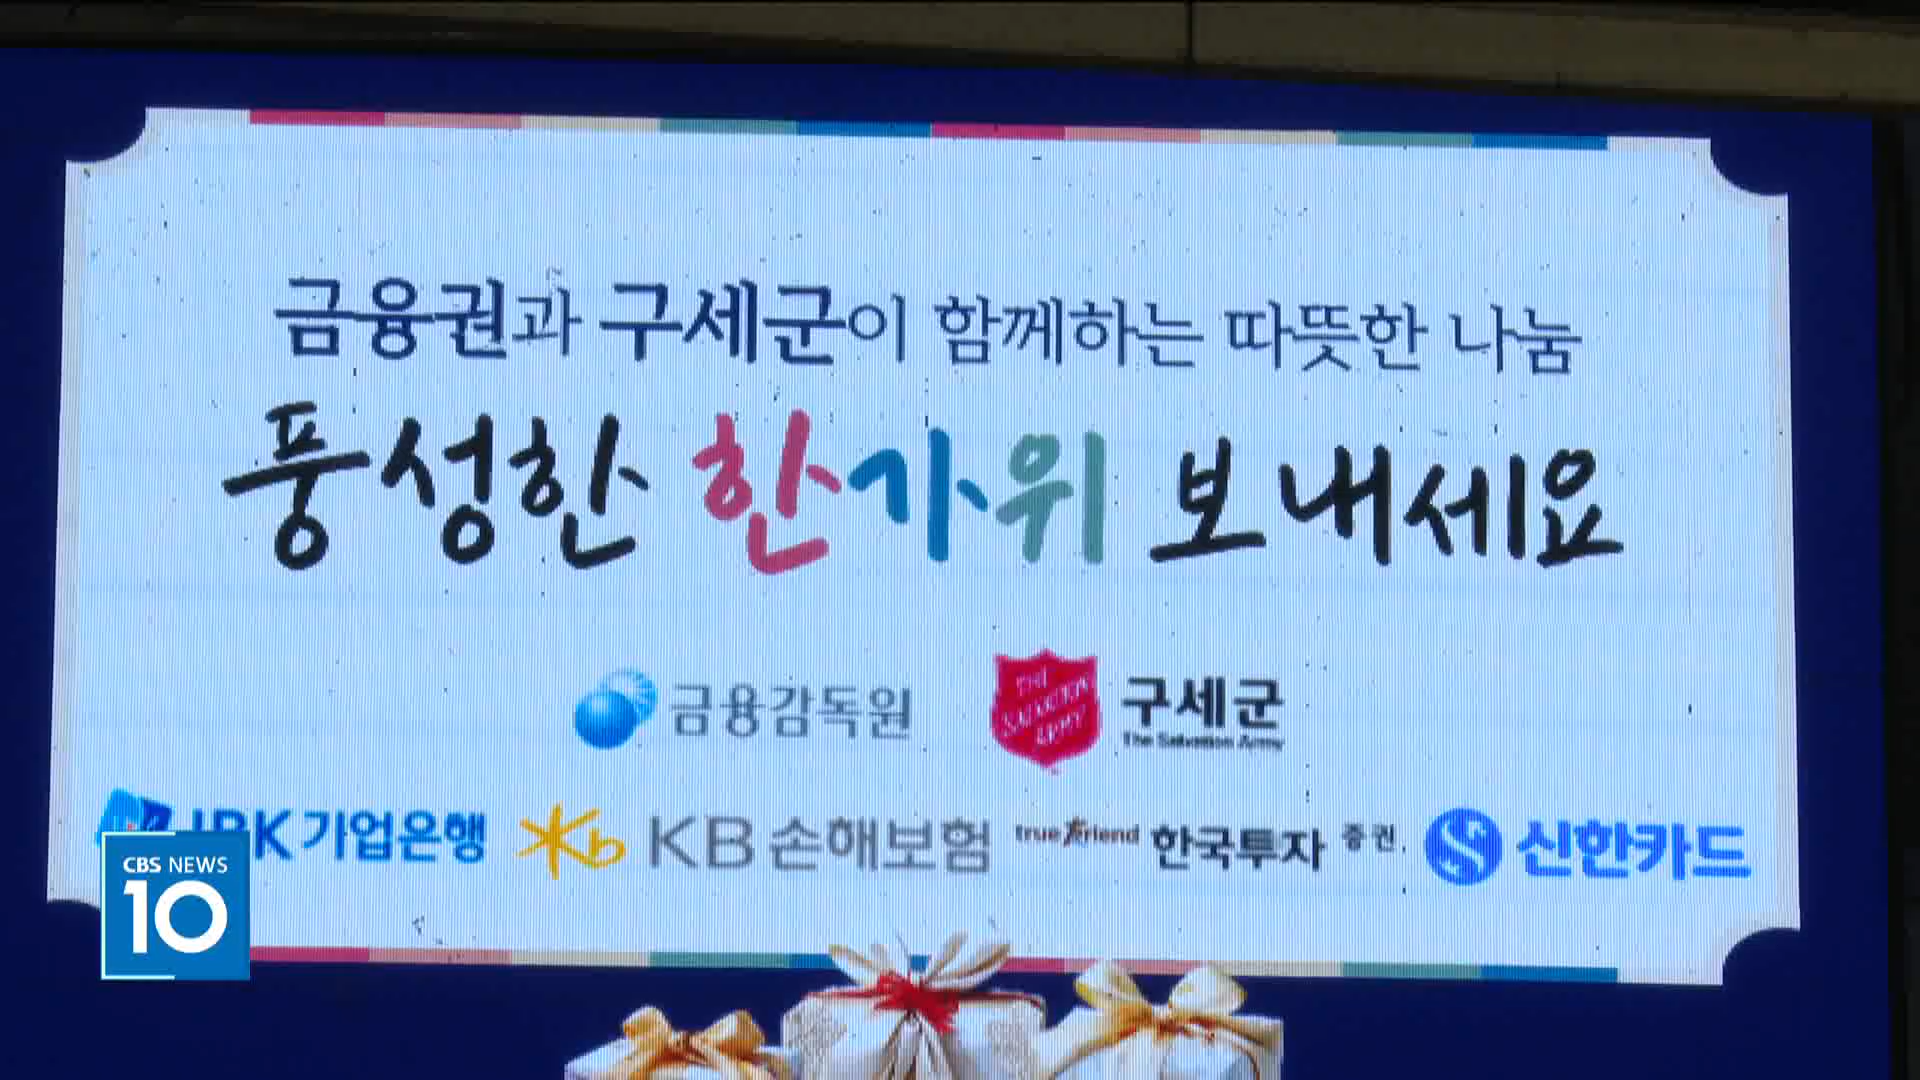 금융권과 구세군이 함께하는 따뜻한 나눔
풍성한 한가위 보내세요
금융감독원
THE SALVATION ARMY
구세군
The Salvation Army
IBK기업은행
KB손해보험
true friend 한국투자증권
신한카드
CBS NEWS
10